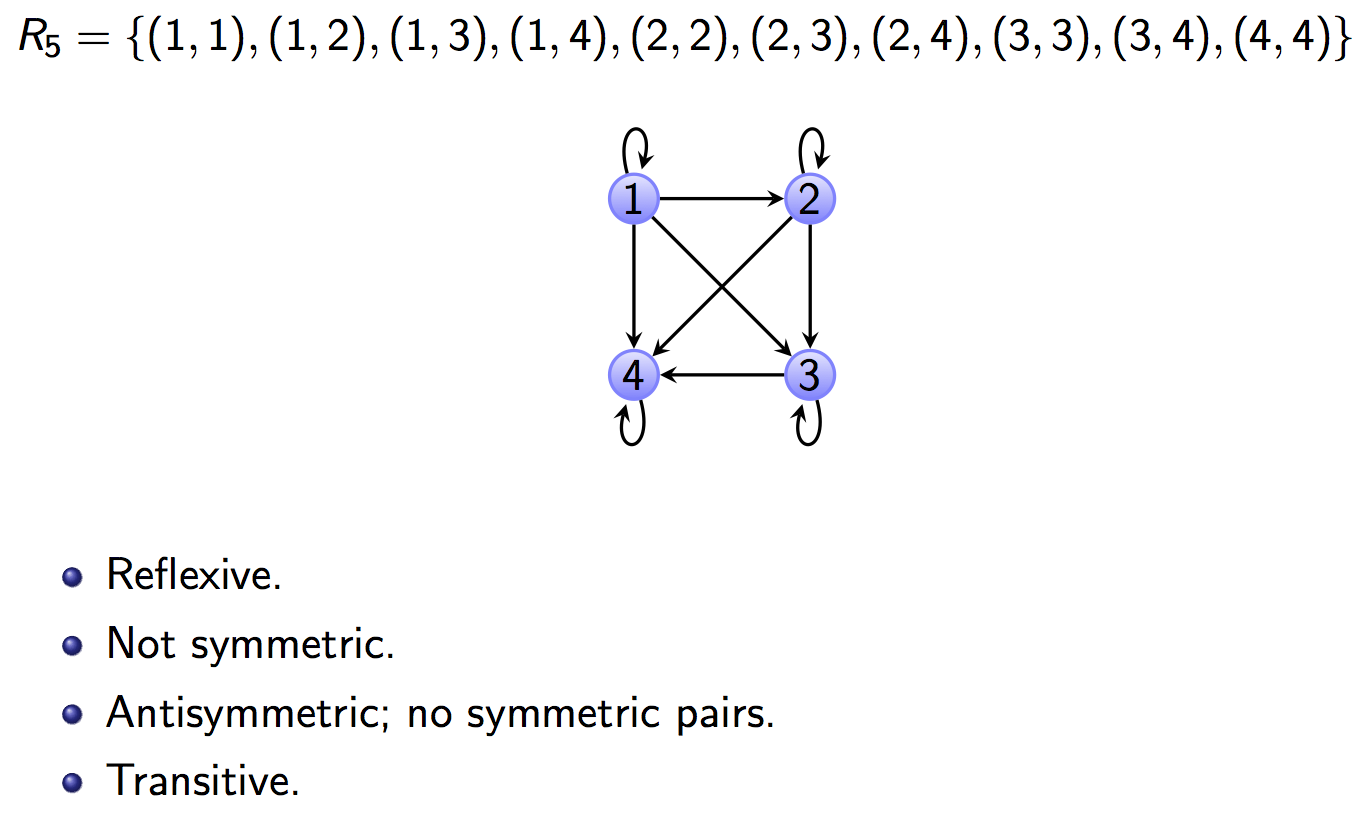 R₅ = {(1, 1), (1, 2), (1, 3), (1, 4), (2, 2), (2, 3), (2, 4), (3, 3), (3, 4), (4, 4)}
1 2
4 3
Reflexive.
Not symmetric.
Antisymmetric; no symmetric pairs.
Transitive.